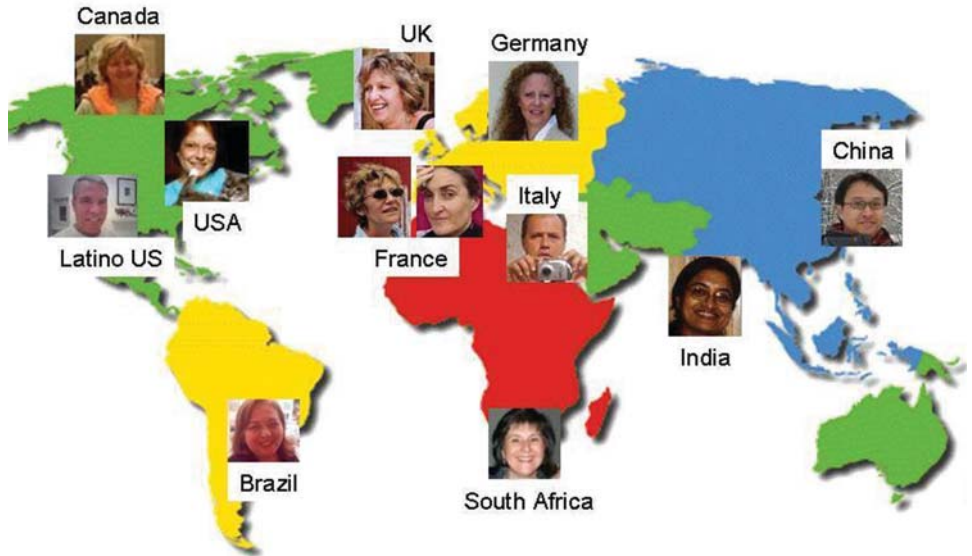 Canada
UK
Germany
China
USA
Italy
Latino US
France
India
Brazil
South Africa